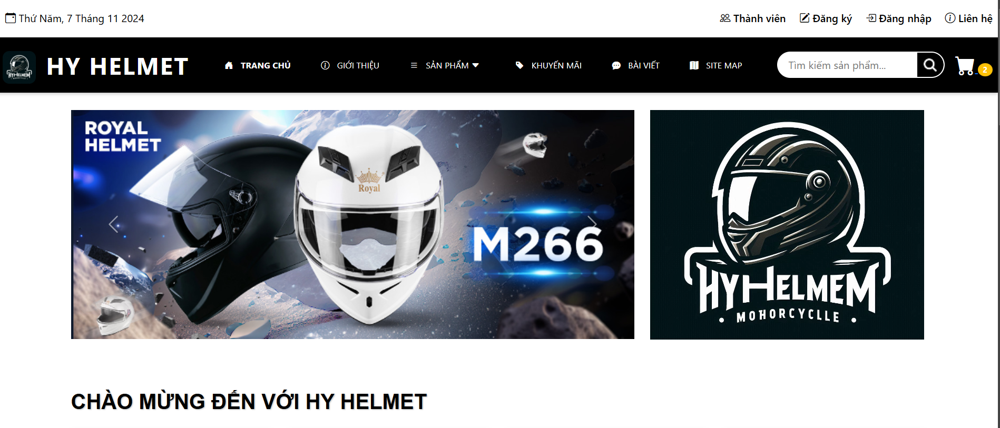 Thứ Năm, 7 Tháng 11 2024
Thành viên
Đăng ký
Đăng nhập
Liên hệ
HY HELMET
TRANG CHỦ
GIỚI THIỆU
SẢN PHẨM
KHUYẾN MÃI
BÀI VIẾT
SITE MAP
Tìm kiếm sản phẩm...
2
HYHELMEM
MOHORCYCLLE
ROYAL
HELMET
Royal
M266
HYHELMEM
• MOHORCYCLLE •
CHÀO MỪNG ĐẾN VỚI HY HELMET